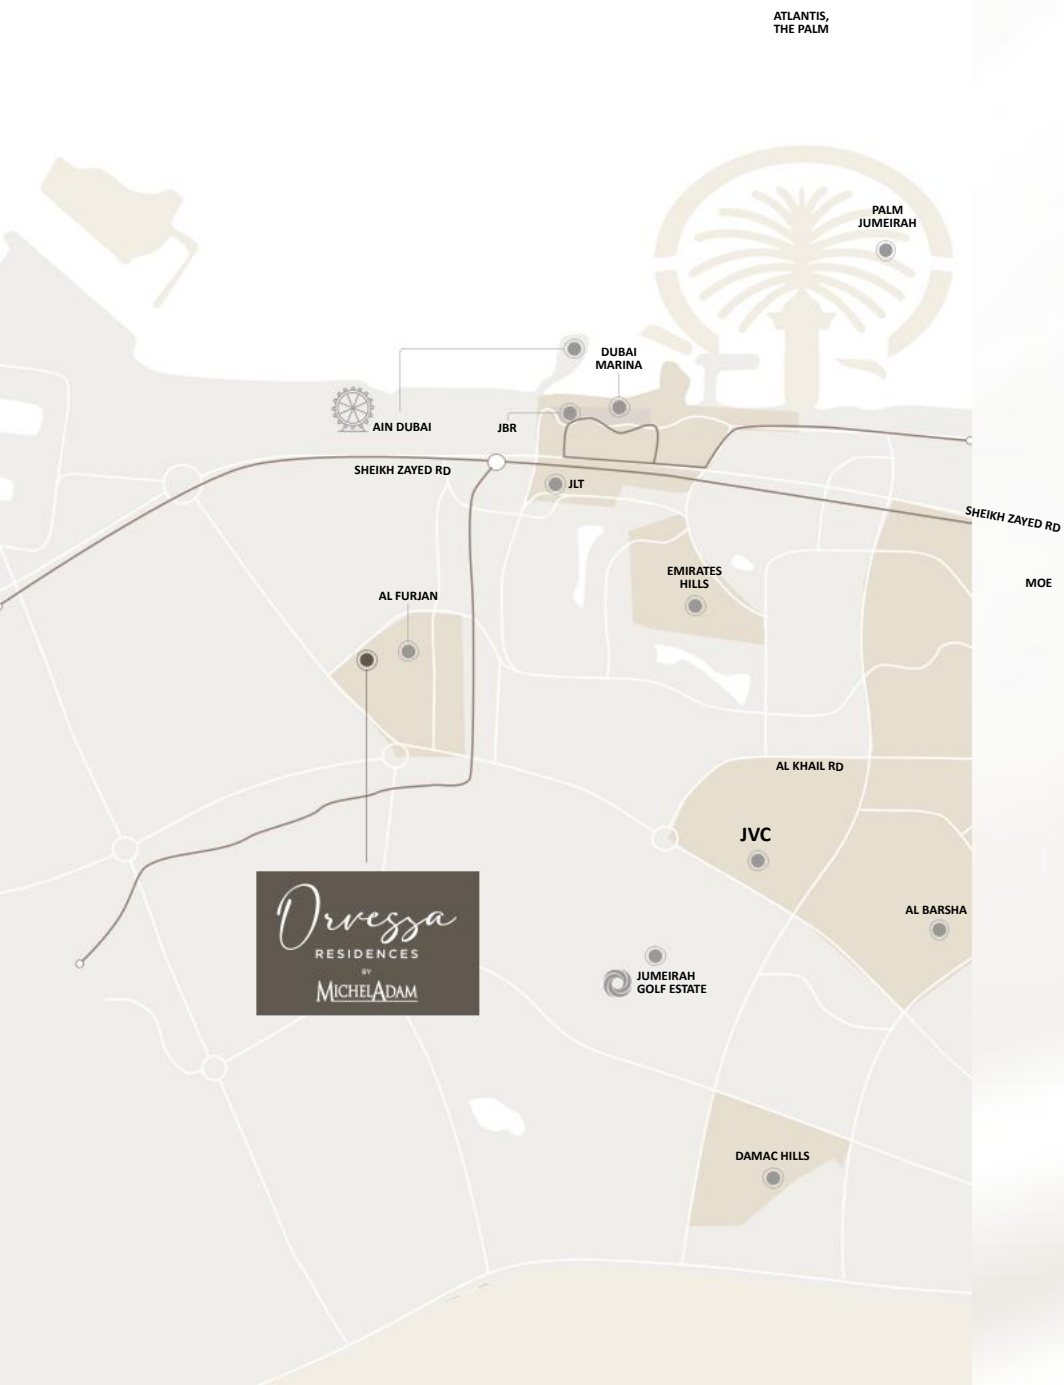 ATLANTIS,
THE PALM
PALM
JUMEIRAH
DUBAI
MARINA
AIN DUBAI
JBR
SHEIKH ZAYED RD
JLT
SHEIKH ZAYED RD
EMIRATES
HILLS
MOE
AL FURJAN
AL KHAIL RD
JVC
AL BARSHA
Orvessa
RESIDENCES
BY
MICHELADAM
JUMEIRAH
GOLF ESTATE
DAMAC HILLS